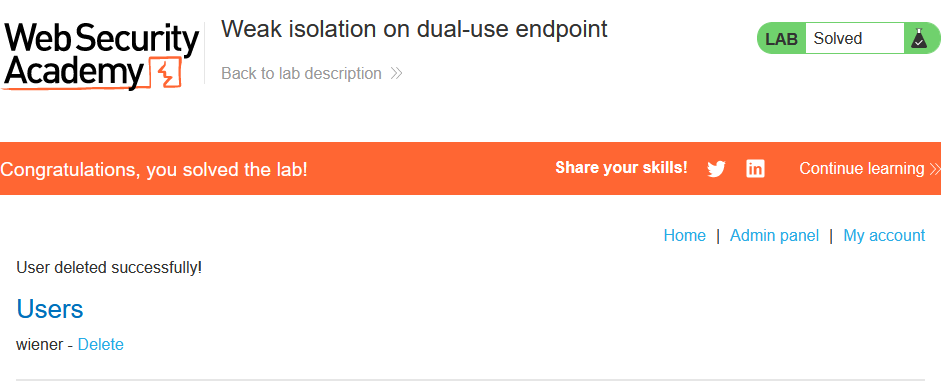 Web Security
Academy
Weak isolation on dual-use endpoint
Back to lab description
LAB Solved
Congratulations, you solved the lab!
Share your skills!
Continue learning
Home | Admin panel | My account
User deleted successfully!
Users
wiener - Delete